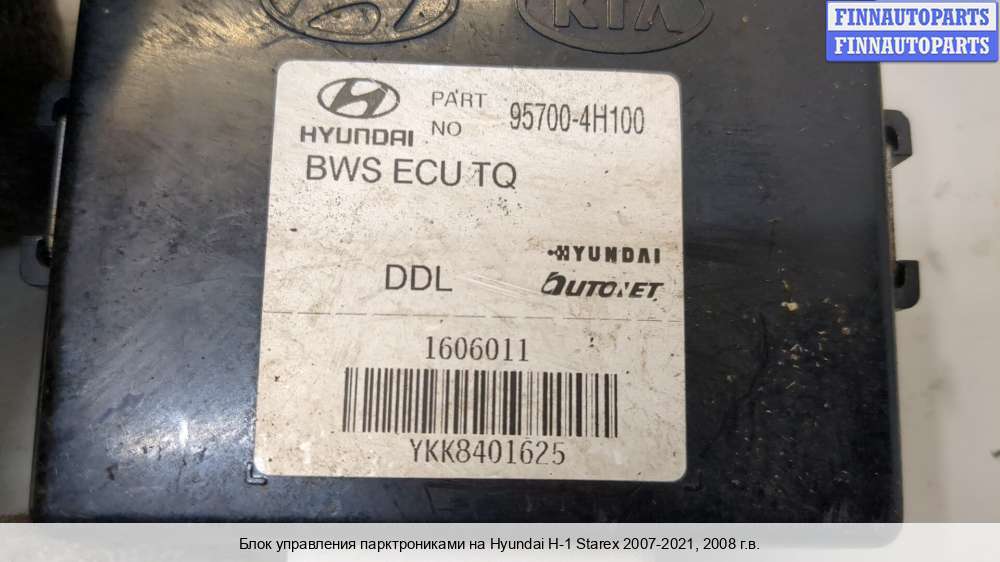 KIA
FINNAUTOPARTS
FINNAUTOPARTS
PART
NO
95700-4H100
HYUNDAI
BWS ECU TQ
HYUNDAI
DDL
AUTONET
1606011
YKK8401625
Блок управления парктрониками на Hyundai H-1 Starex 2007-2021, 2008 г.в.